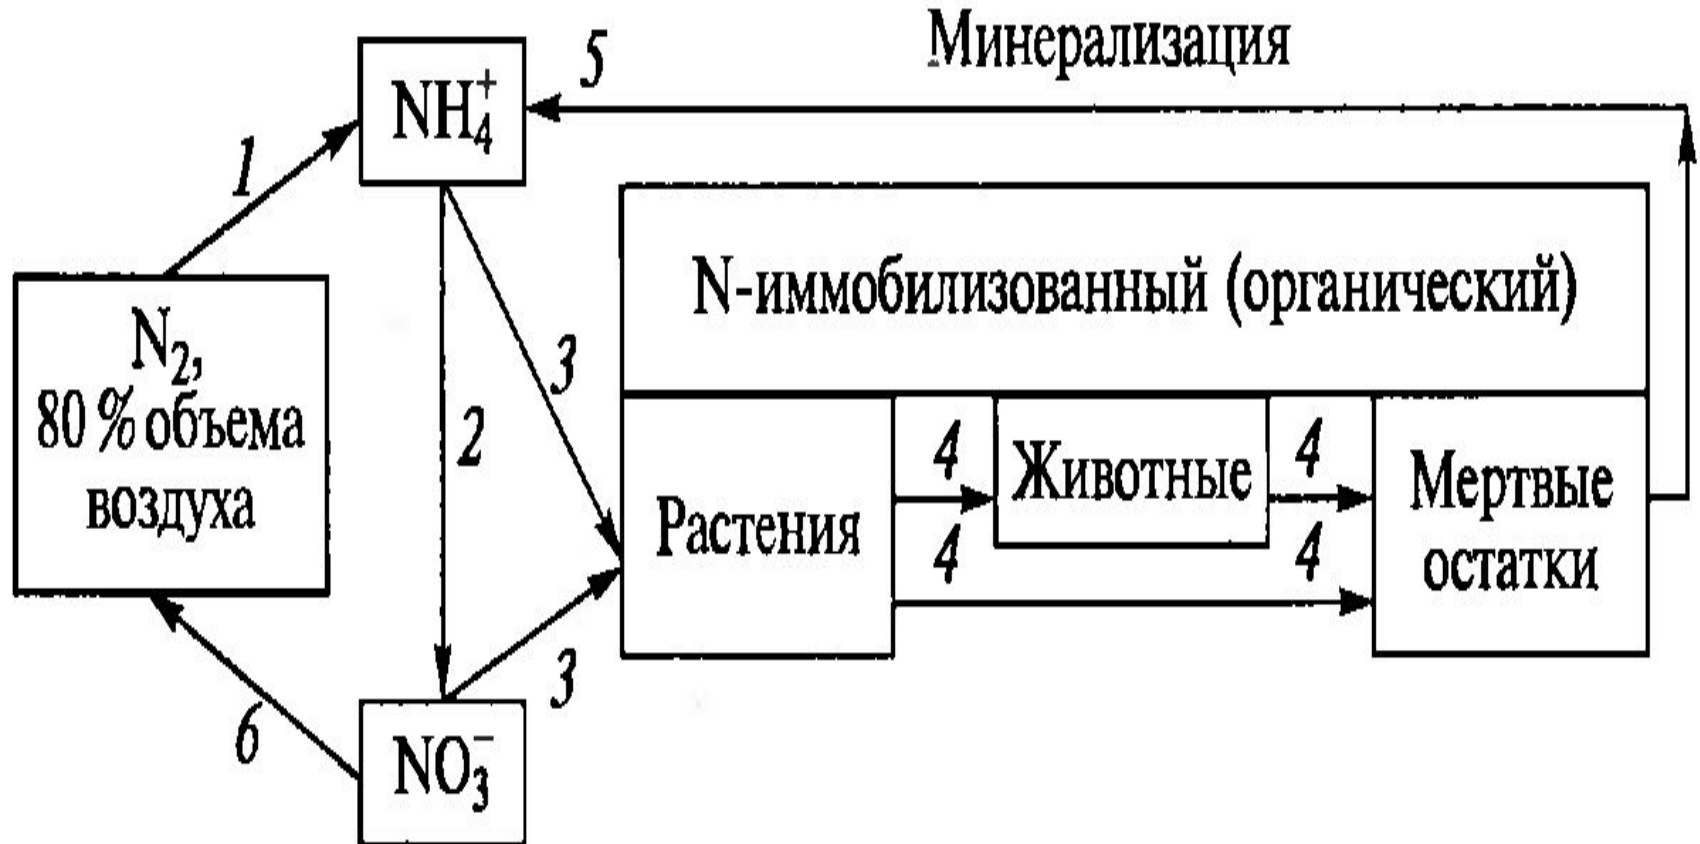 Минерализация
5
NH₄⁺
1
N-иммобилизованный (органический)
N₂,
80 % объема
воздуха
3
2
4
4
Животные
Мертвые
остатки
Растения
4
4
3
6
NO₃⁻